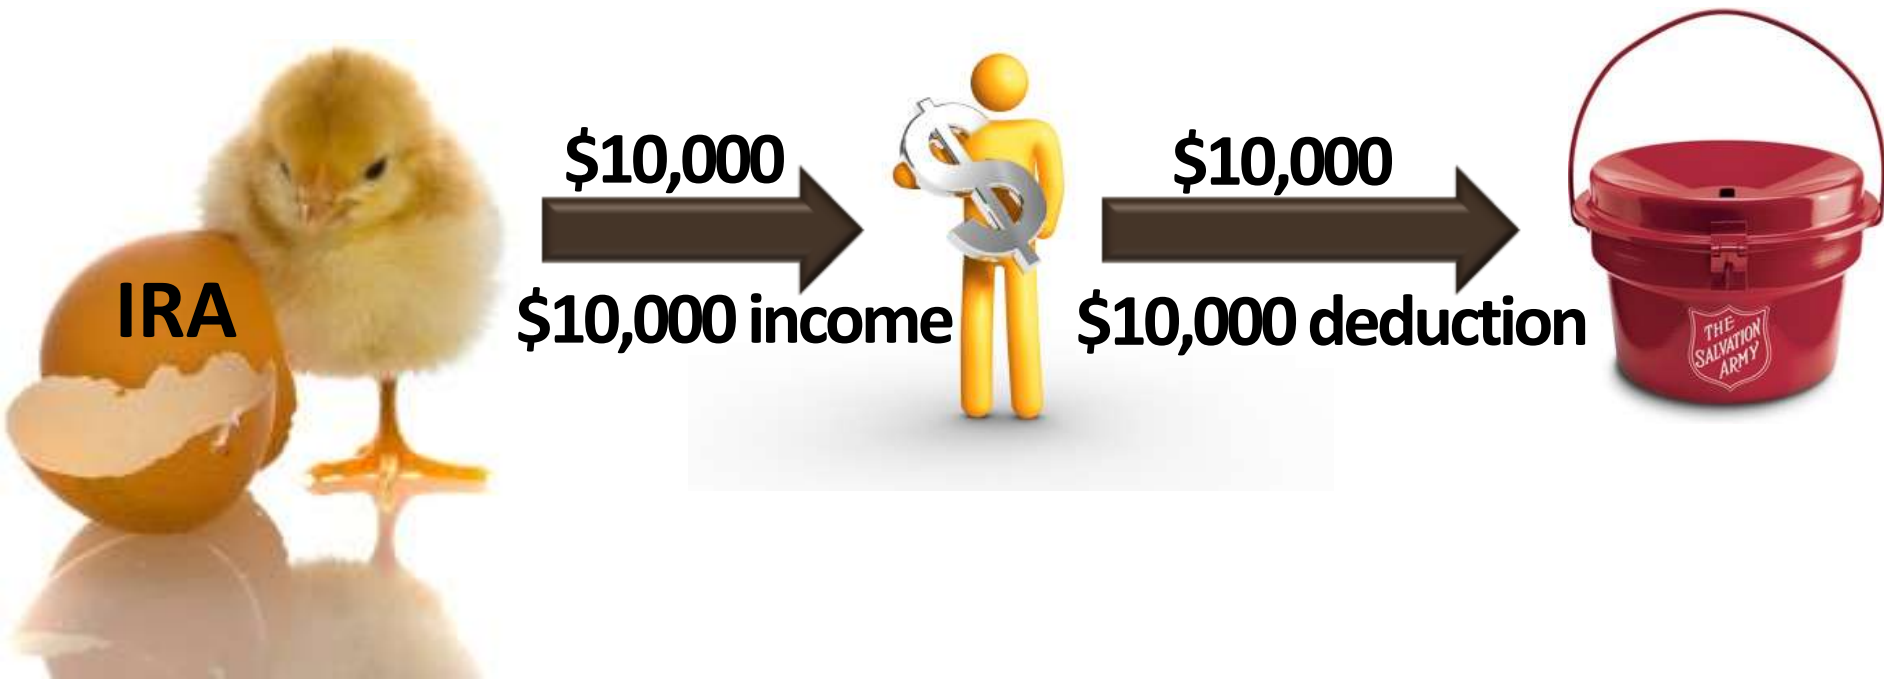 IRA
$10,000
$10,000 income
$10,000
$10,000 deduction
THE
SALVATION
ARMY